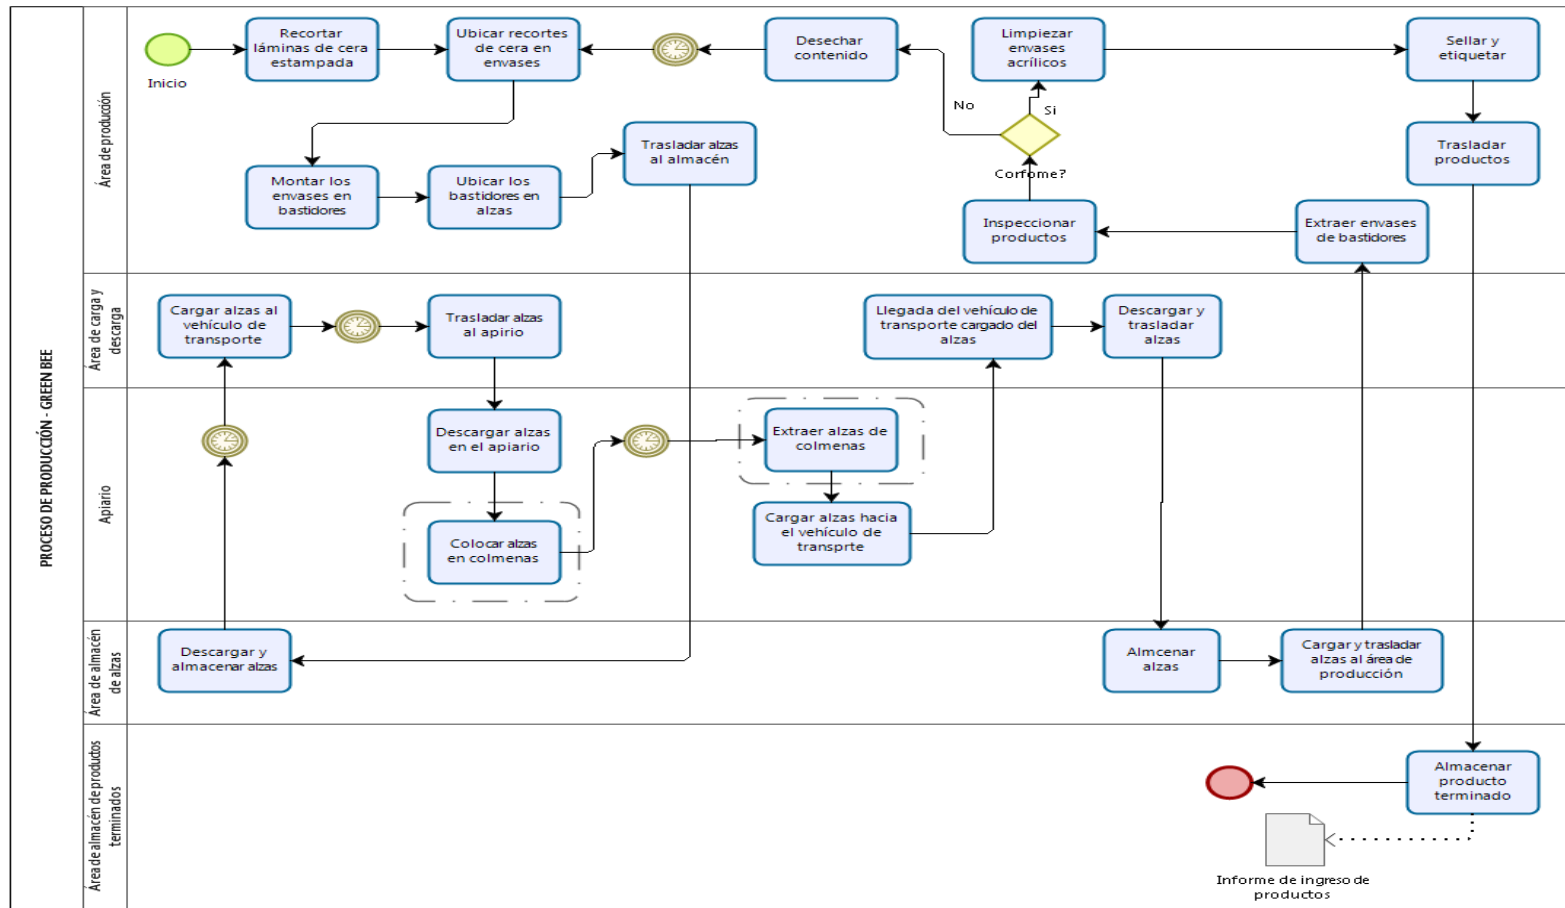 PROCESO DE PRODUCCIÓN - GREEN BEE
Área de producción
Inicio
Recortar
láminas de cera
estampada
Ubicar recortes
de cera en
envases
Desechar
contenido
Limpiezar
envases
acrílicos
Sellar y
etiquetar
No
Si
Corfome?
Trasladar alzas
al almacén
Trasladar
productos
Montar los
envases en
bastidores
Ubicar los
bastidores en
alzas
Inspeccionar
productos
Extraer envases
de bastidores
Área de carga y
descarga
Cargar alzas al
vehículo de
transporte
Trasladar alzas
al apirio
Llegada del vehículo de
transporte cargado del
alzas
Descargar y
trasladar
alzas
Apiario
Descargar alzas
en el apiario
Extraer alzas de
colmenas
Colocar alzas
en colmenas
Cargar alzas hacia
el vehículo de
transprte
Área de almacén
de alzas
Descargar y
almacenar alzas
Almcenar
alzas
Cargar y trasladar
alzas al área de
producción
Área de almacén de productos
terminados
Almacenar
producto
terminado
Informe de ingreso de
productos